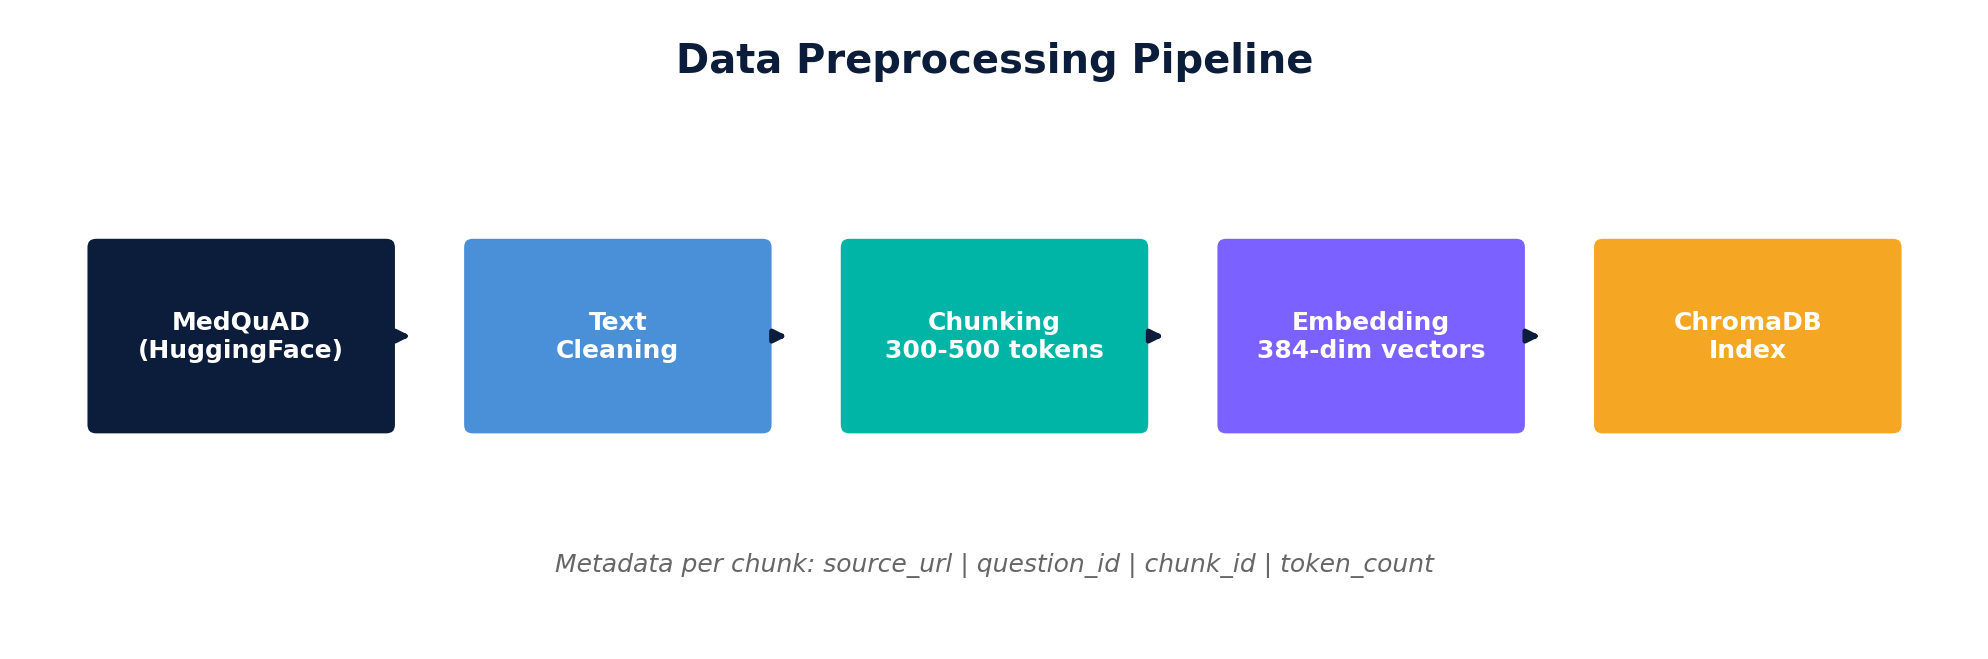 Data Preprocessing Pipeline
MedQuAD
(HuggingFace)
Text
Cleaning
Chunking
300-500 tokens
Embedding
384-dim vectors
ChromaDB
Index
Metadata per chunk: source_url | question_id | chunk_id | token_count